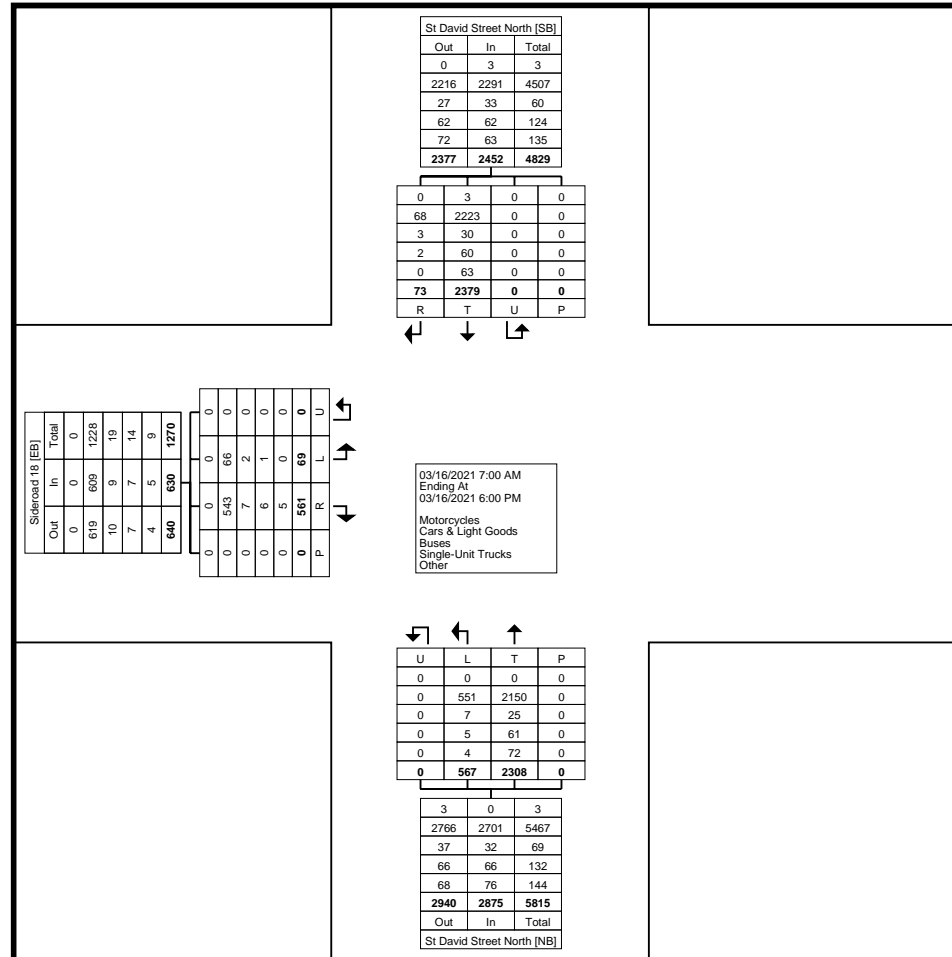 St David Street North [SB]
Out In Total
0 3 3
2216 2291 4507
27 33 60
62 62 124
72 63 135
2377 2452 4829
0 3 0 0
68 2223 0 0
3 30 0 0
2 60 0 0
0 63 0 0
73 2379 0 0
R T U P
Sideroad 18 [EB]
Out In Total
0 0 0
619 609 1228
10 9 19
7 7 14
4 5 9
640 630 1270
0 0 0 0
0 543 66 0
0 7 2 0
0 6 1 0
0 5 0 0
0 561 69 0
P R L U
03/16/2021 7:00 AM
Ending At
03/16/2021 6:00 PM
Motorcycles
Cars & Light Goods
Buses
Single-Unit Trucks
Other
U L T P
0 0 0 0
0 551 2150 0
0 7 25 0
0 5 61 0
0 4 72 0
0 567 2308 0
3 0 3
2766 2701 5467
37 32 69
66 66 132
68 76 144
2940 2875 5815
Out In Total
St David Street North [NB]